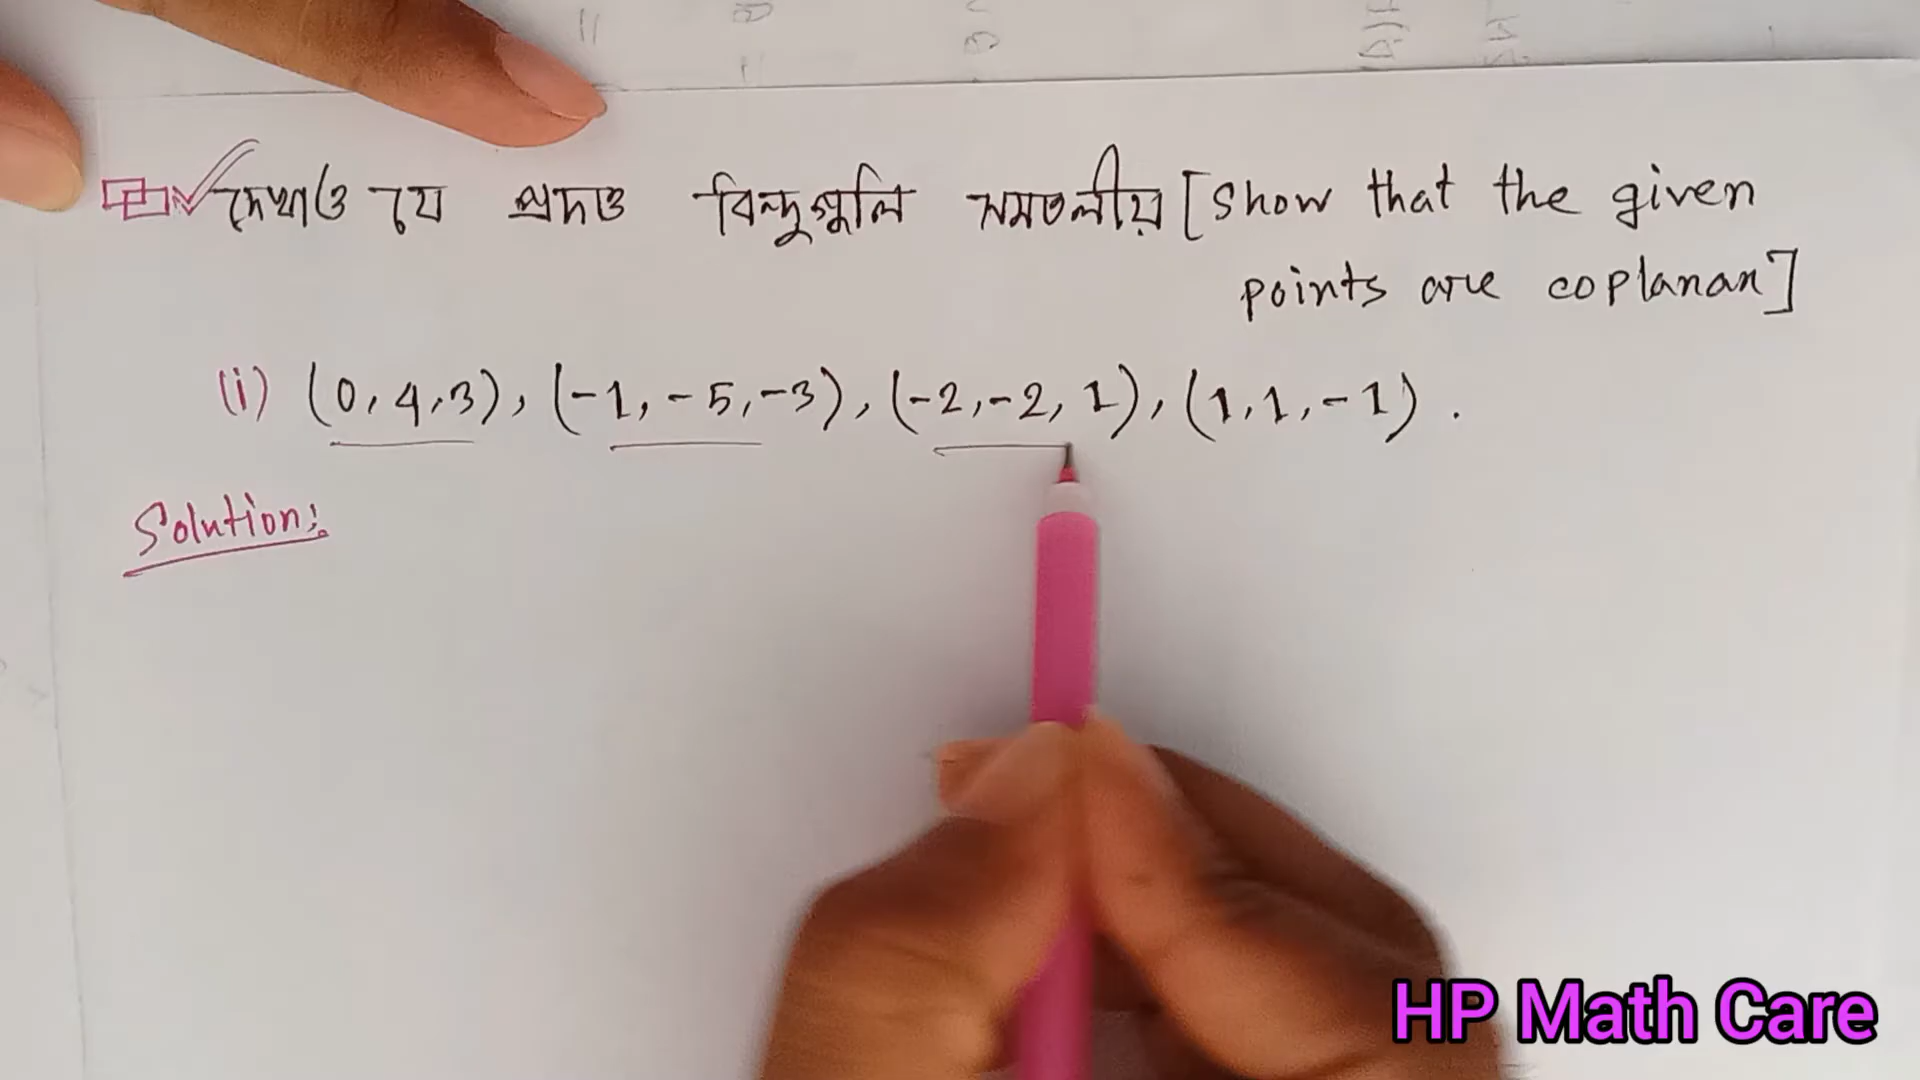 দেখাও যে প্রদত্ত বিন্দুগুলি সমতলীয় [Show that the given
points are coplanar]
(i) (0, 4, 3), (-1, -5, -3), (-2, -2, 1), (1, 1, -1).
Solution:
HP Math Care